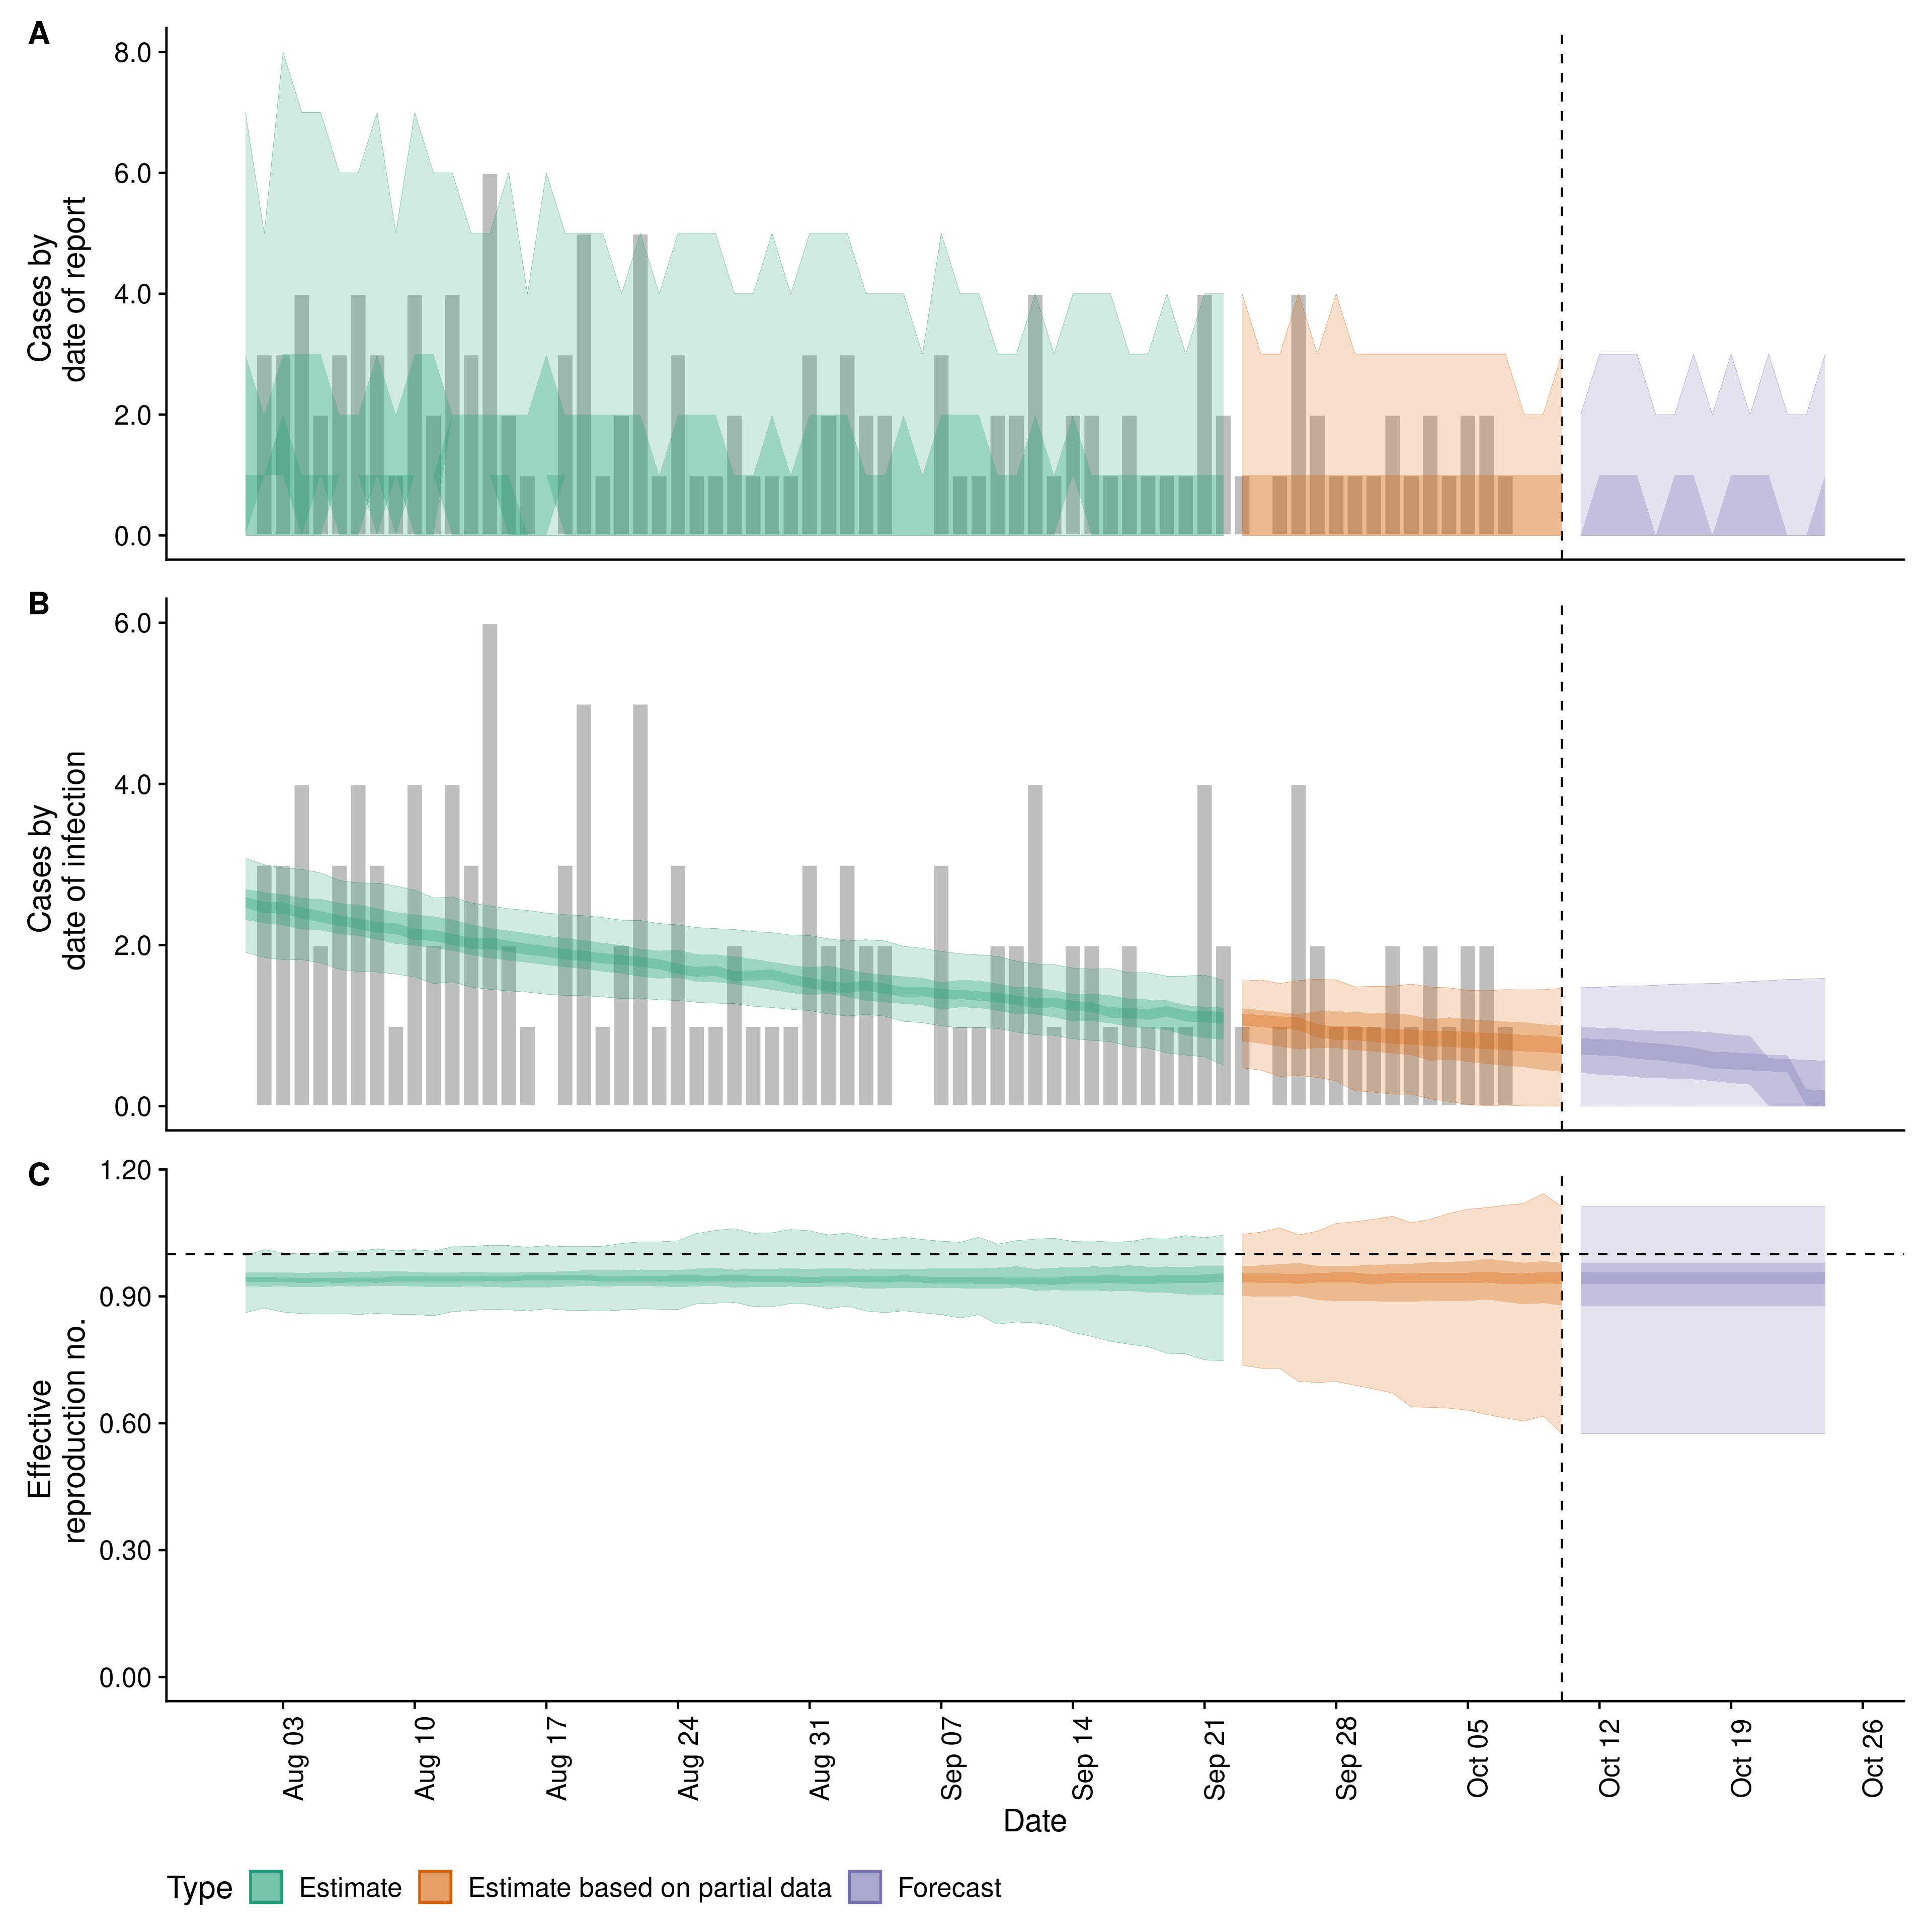 A
Cases by
date of report
8.0
6.0
4.0
2.0
0.0
B
Cases by
date of infection
6.0
4.0
2.0
0.0
C
Effective
reproduction no.
1.20
0.90
0.60
0.30
0.00
Aug 03
Aug 10
Aug 17
Aug 24
Aug 31
Sep 07
Sep 14
Sep 21
Sep 28
Oct 05
Oct 12
Oct 19
Oct 26
Date
Type Estimate Estimate based on partial data Forecast